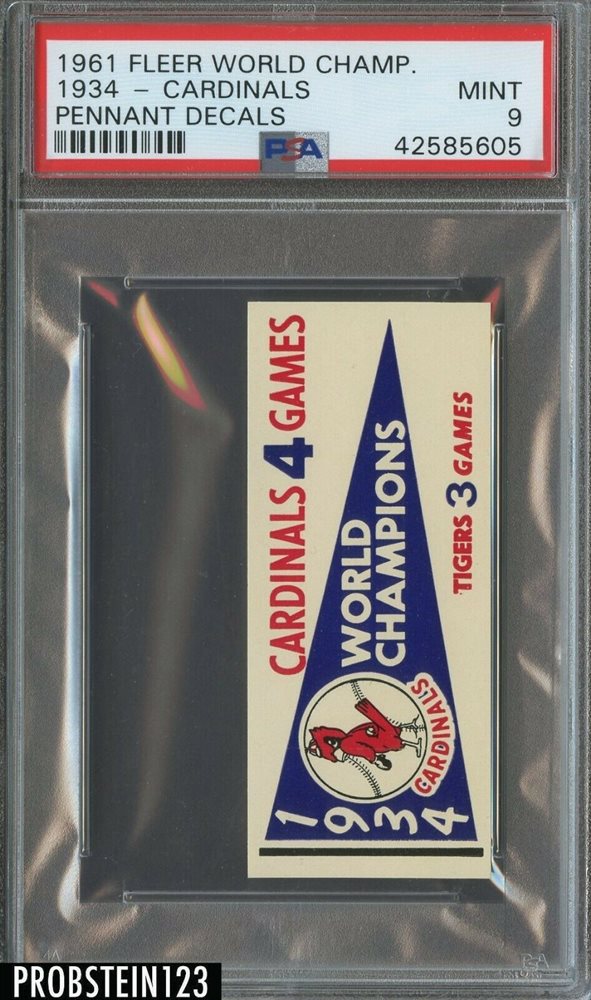 1961 FLEER WORLD CHAMP.
1934 - CARDINALS MINT
PENNANT DECALS 9
PSA 42585605
CARDINALS 4 GAMES
WORLD
CHAMPIONS
CARDINALS
1934
TIGERS 3 GAMES
PSA
PROBSTEIN123